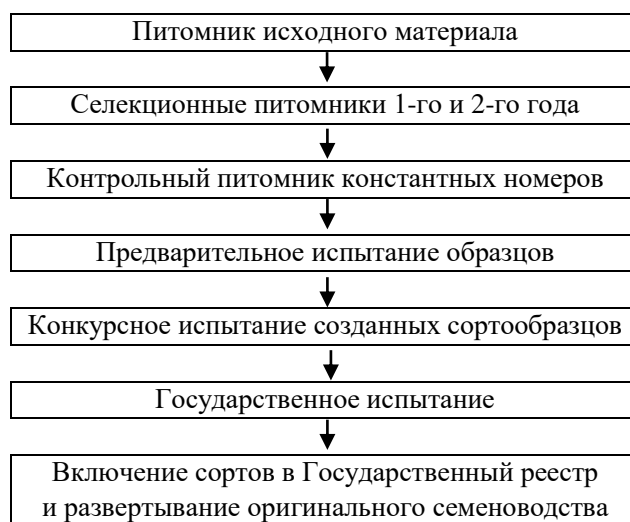 Питомник исходного материала
Селекционные питомники 1-го и 2-го года
Контрольный питомник константных номеров
Предварительное испытание образцов
Конкурсное испытание созданных сортообразцов
Государственное испытание
Включение сортов в Государственный реестр
и развертывание оригинального семеноводства